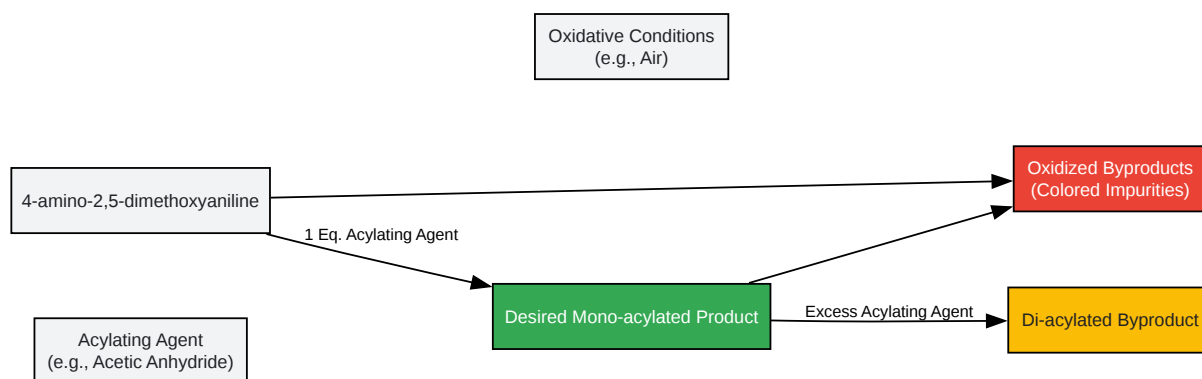 Oxidative Conditions
(e.g., Air)
Oxidized Byproducts
(Colored Impurities)
4-amino-2,5-dimethoxyaniline
1 Eq. Acylating Agent
Desired Mono-acylated Product
Excess Acylating Agent
Di-acylated Byproduct
Acylating Agent
(e.g., Acetic Anhydride)